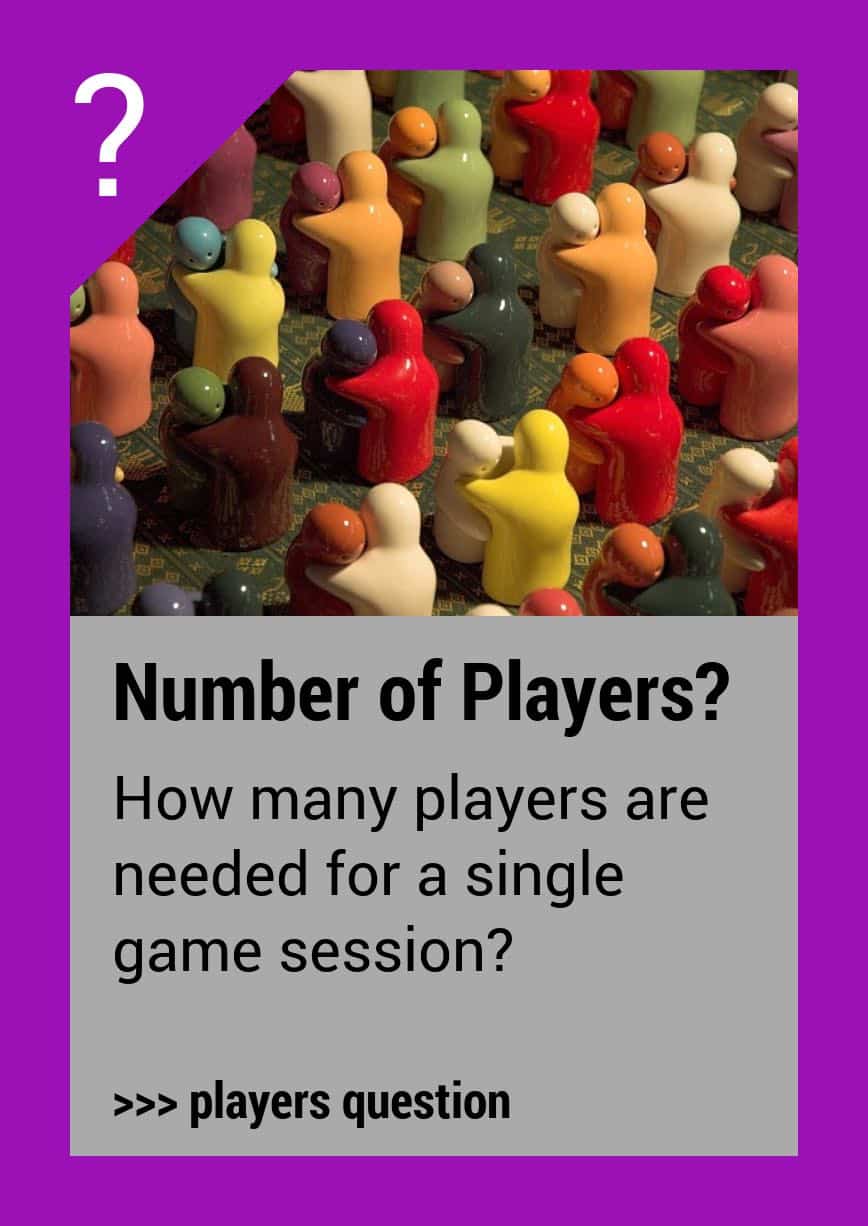 ?
Number of Players?
How many players are
needed for a single
game session?
>>> players question